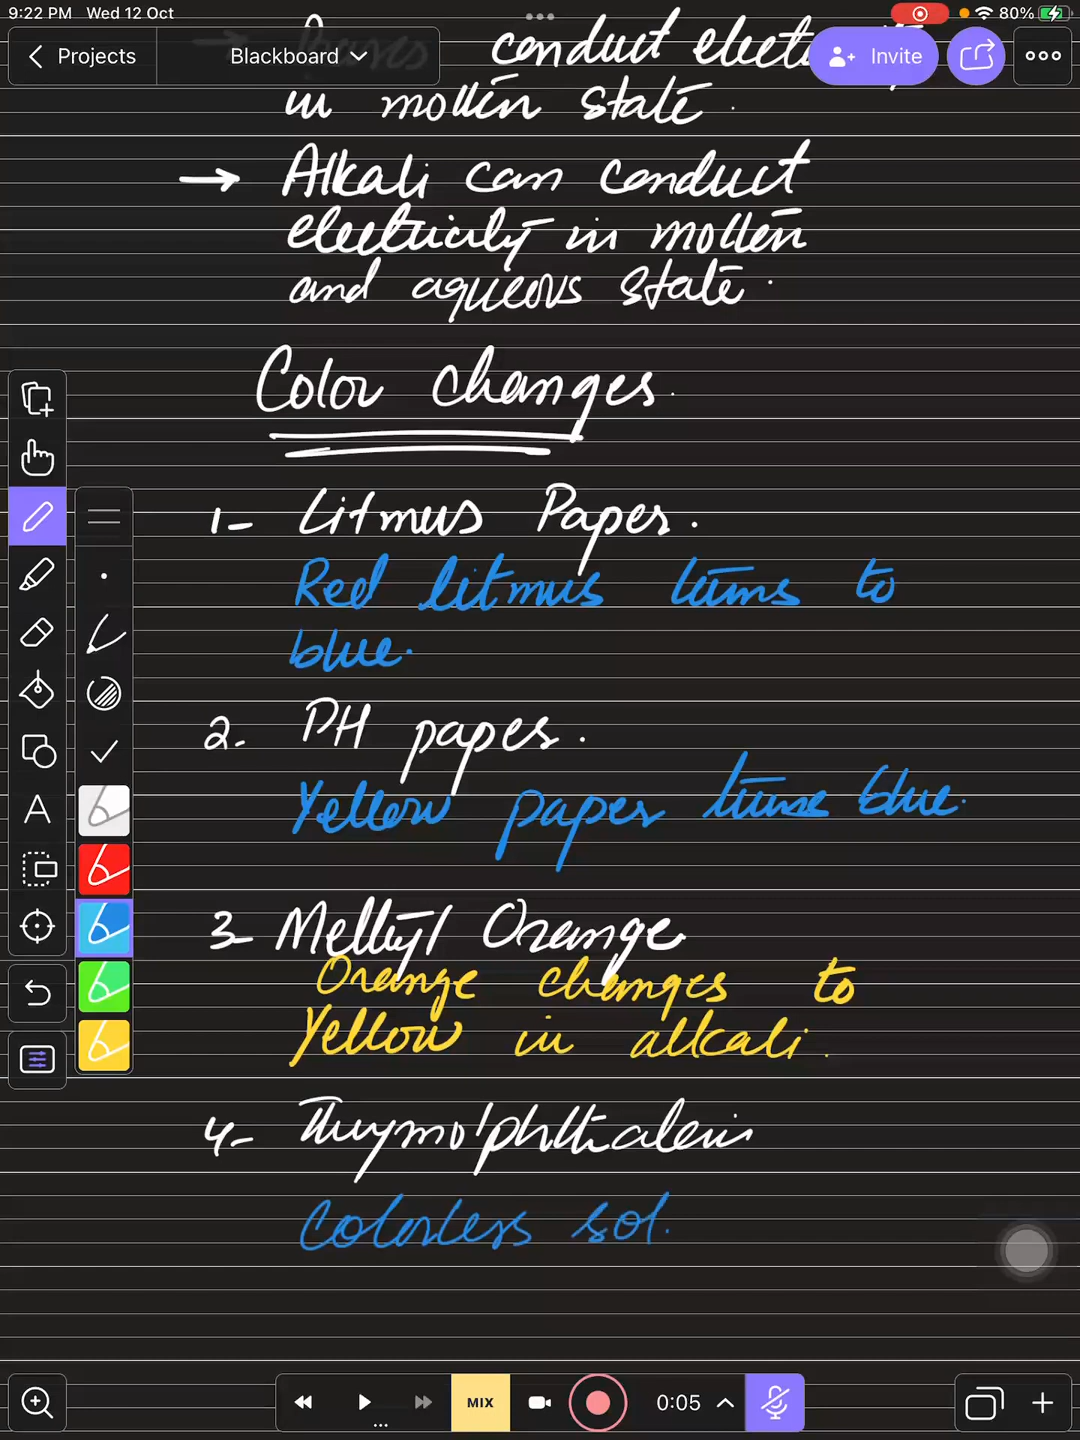 9:22 PM Wed 12 Oct
80%
Projects
Blackboard
Invite
conduct
in molten state.
→ Alkali can conduct
electricity in molten
and aqueous state.
Color changes.
1- Litmus Paper.
Red litmus turns to
blue.
2. PH paper.
Yellow paper turns blue.
3- Methyl Orange
Orange changes to
Yellow in alkali.
4- Thymolphthalein
Colorless sol.
A
MIX
0:05